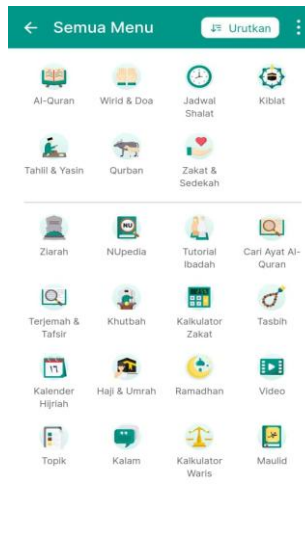 Semua Menu
Urutkan
Al-Quran
Wirid & Doa
Jadwal
Shalat
Kiblat
Tahlil & Yasin
Qurban
Zakat &
Sedekah
Ziarah
NU
NUpedia
Tutorial
Ibadah
Cari Ayat Al-
Quran
Terjemah &
Tafsir
Khutbah
Kalkulator
Zakat
Tasbih
17
Kalender
Hijriah
Haji & Umrah
Ramadhan
Video
Topik
Kalam
Kalkulator
Waris
Maulid